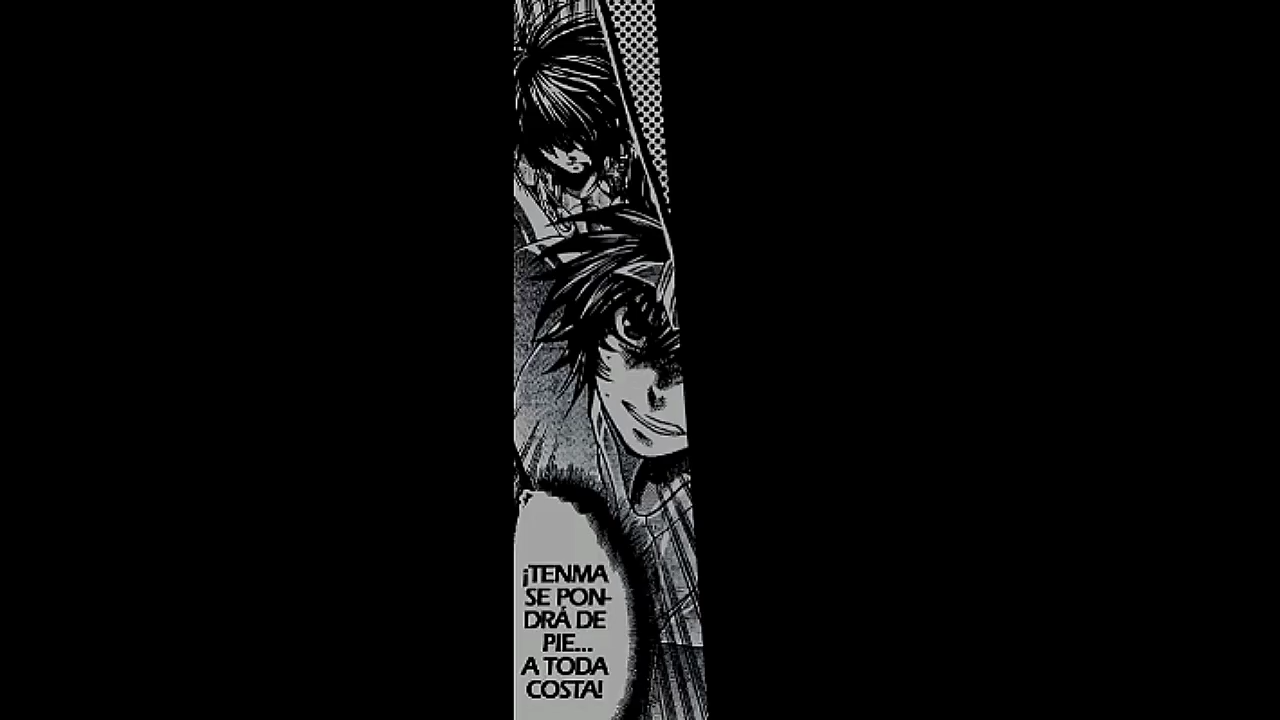 ¡TENMA
SE PON-
DRÁ DE
PIE...
A TODA
COSTA!